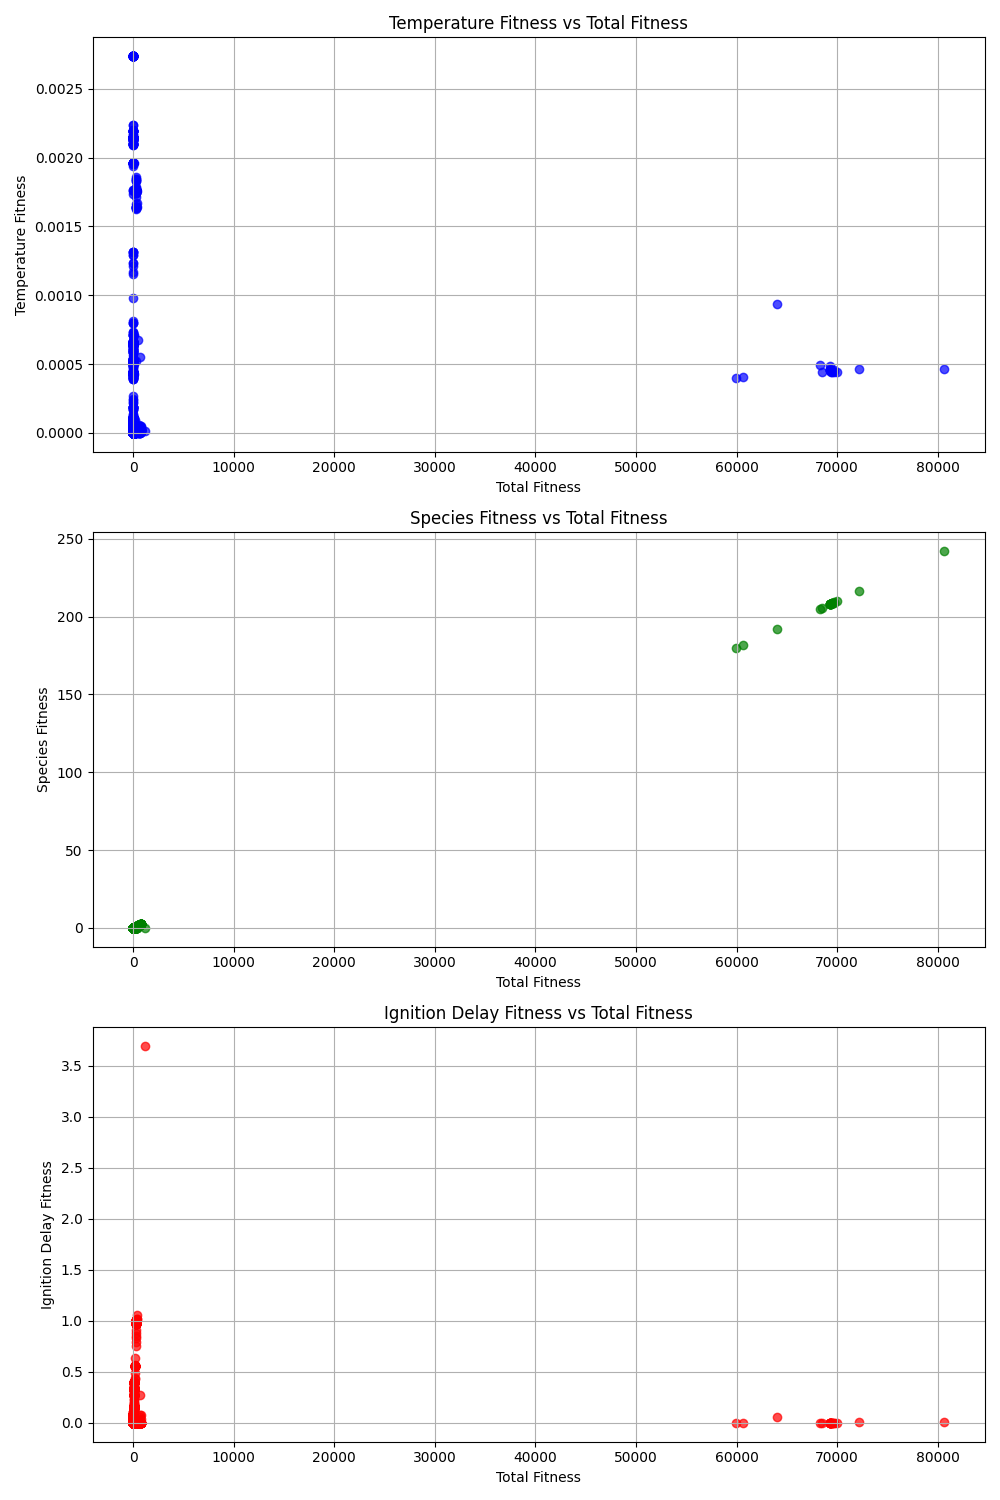 Temperature Fitness vs Total Fitness
Temperature Fitness
0.0025
0.0020
0.0015
0.0010
0.0005
0.0000
0 10000 20000 30000 40000 50000 60000 70000 80000
Total Fitness
Species Fitness vs Total Fitness
Species Fitness
250
200
150
100
50
0
0 10000 20000 30000 40000 50000 60000 70000 80000
Total Fitness
Ignition Delay Fitness vs Total Fitness
Ignition Delay Fitness
3.5
3.0
2.5
2.0
1.5
1.0
0.5
0.0
0 10000 20000 30000 40000 50000 60000 70000 80000
Total Fitness